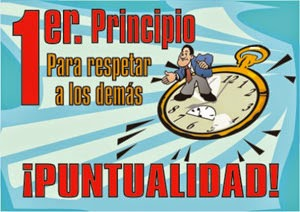 1er. Principio
Para respetar
a los demás
¡PUNTUALIDAD!